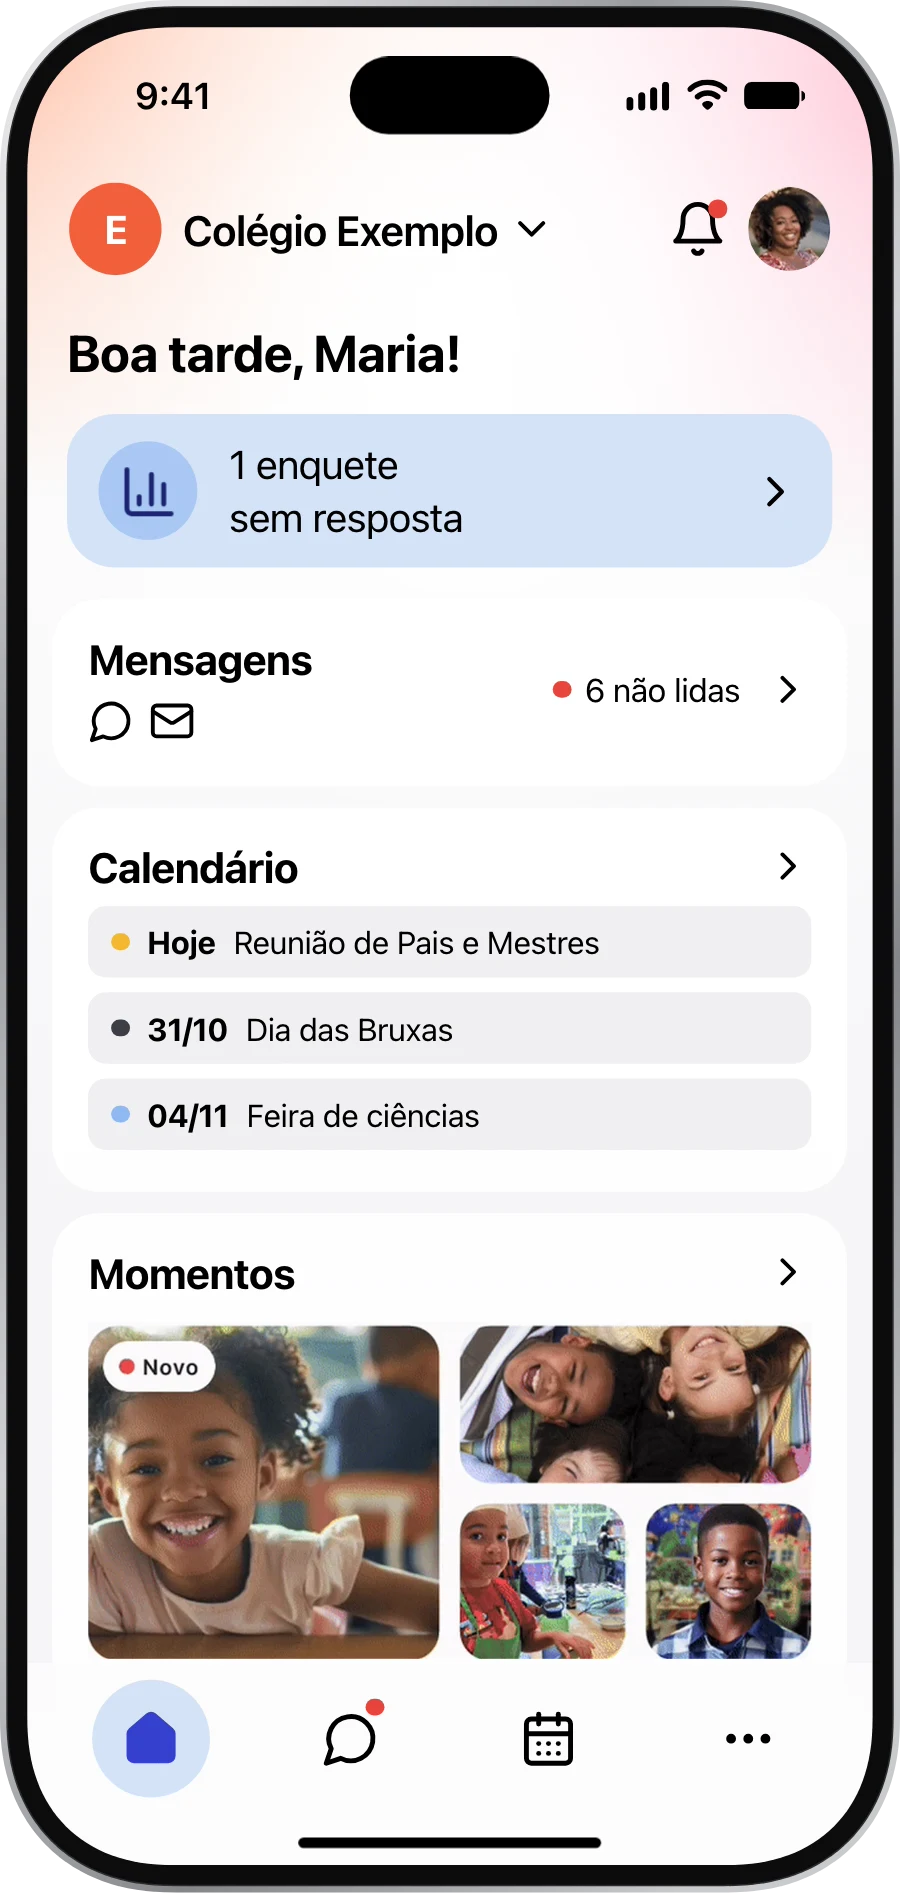 9:41
E
Colégio Exemplo
Boa tarde, Maria!
1 enquete
sem resposta
Mensagens
6 não lidas
Calendário
Hoje Reunião de Pais e Mestres
31/10 Dia das Bruxas
04/11 Feira de ciências
Momentos
Novo